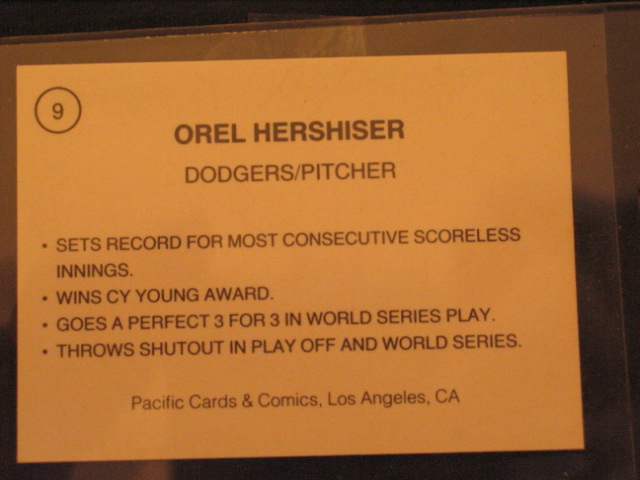 9
OREL HERSHISER
DODGERS/PITCHER
• SETS RECORD FOR MOST CONSECUTIVE SCORELESS
INNINGS.
• WINS CY YOUNG AWARD.
• GOES A PERFECT 3 FOR 3 IN WORLD SERIES PLAY.
• THROWS SHUTOUT IN PLAY OFF AND WORLD SERIES.
Pacific Cards & Comics, Los Angeles, CA